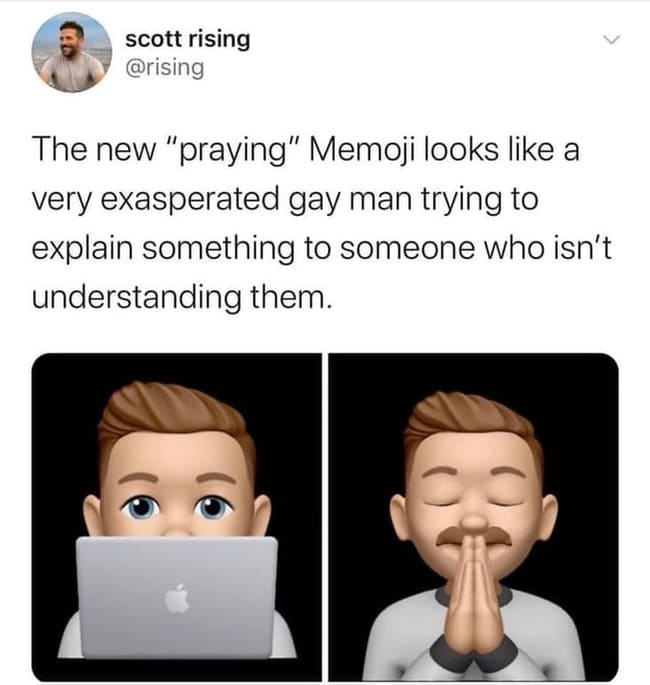 scott rising
@rising
The new "praying" Memoji looks like a
very exasperated gay man trying to
explain something to someone who isn't
understanding them.